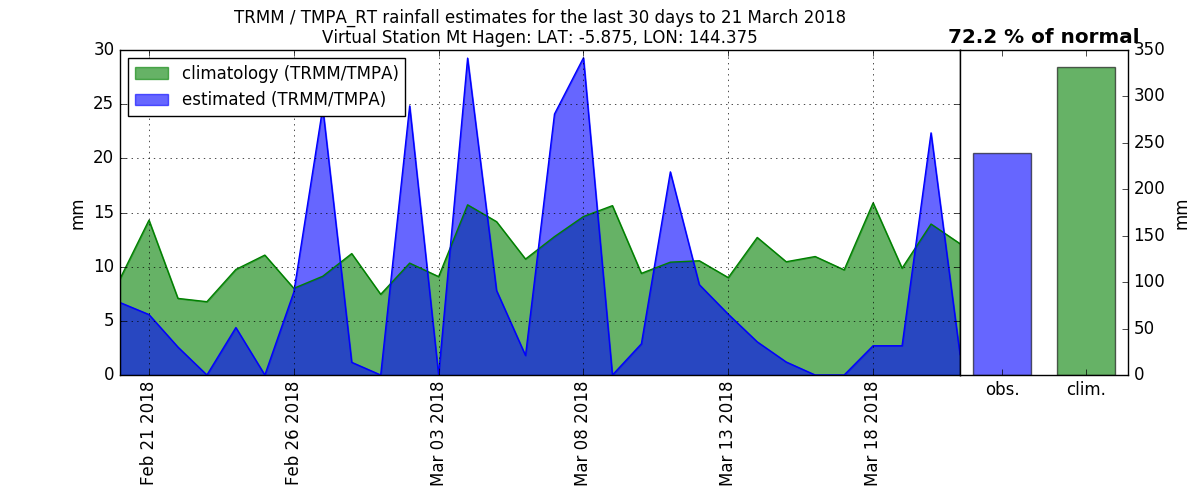 TRMM / TMPA_RT rainfall estimates for the last 30 days to 21 March 2018
Virtual Station Mt Hagen: LAT: -5.875, LON: 144.375
72.2 % of normal
climatology (TRMM/TMPA)
estimated (TRMM/TMPA)
30
25
20
15
10
5
0
mm
Feb 21 2018
Feb 26 2018
Mar 03 2018
Mar 08 2018
Mar 13 2018
Mar 18 2018
obs.
clim.
350
300
250
200
150
100
50
0
mm